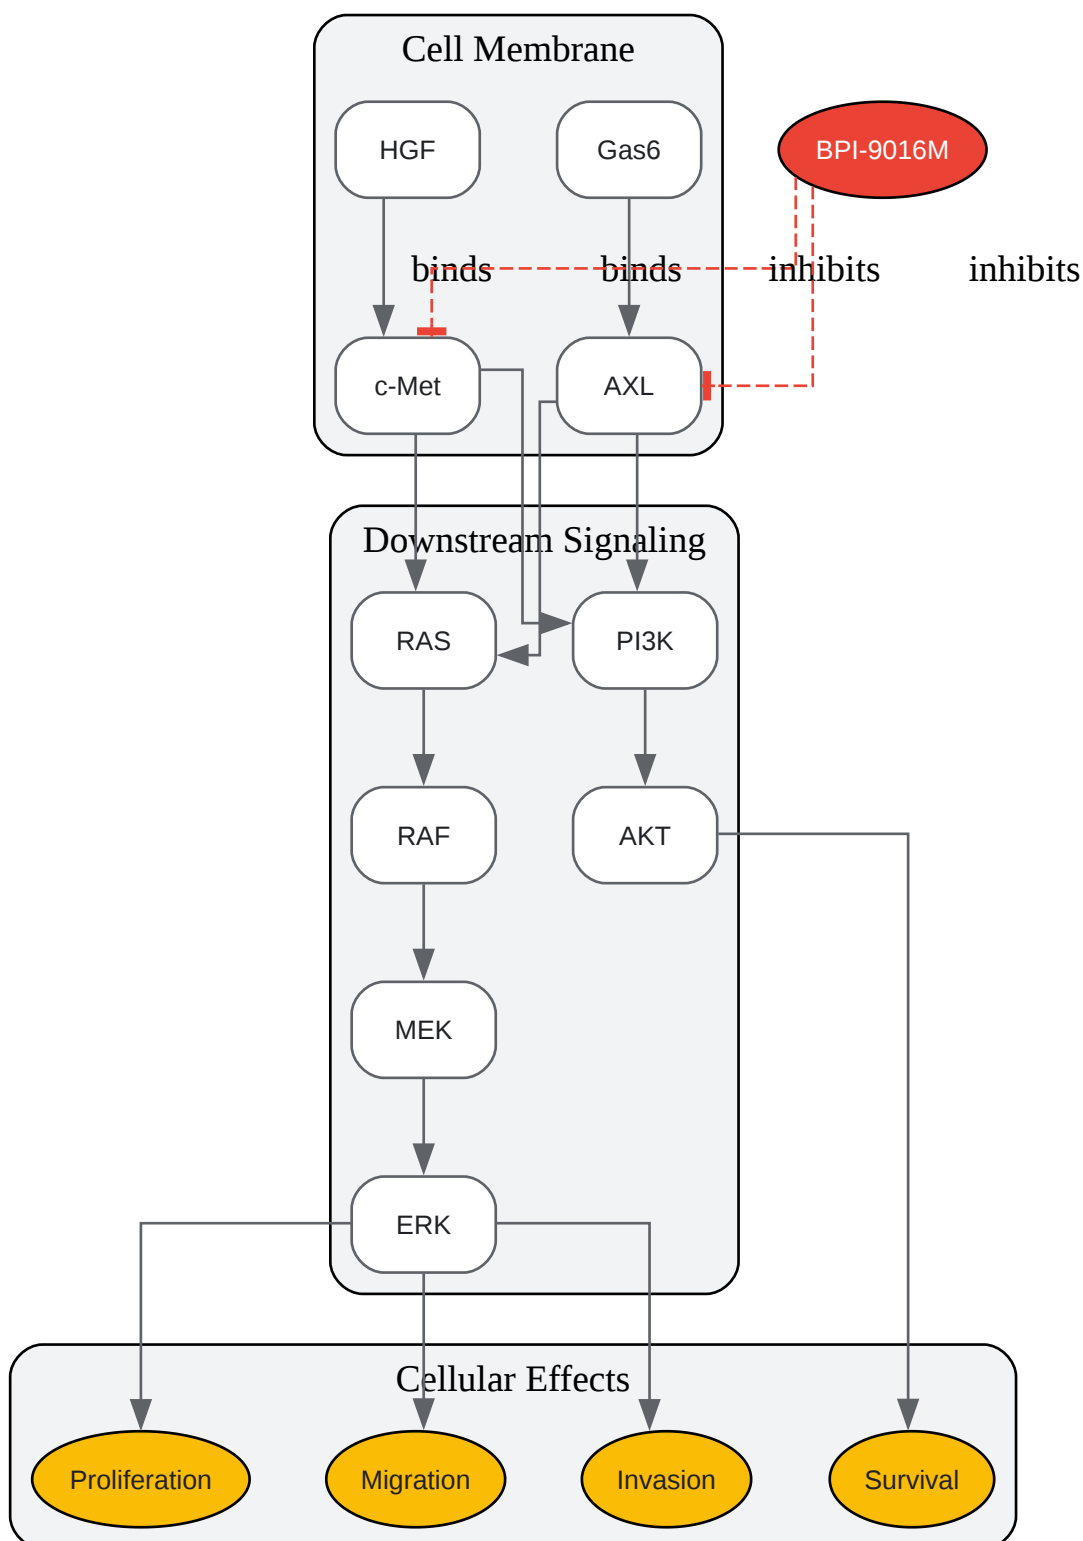 Cell Membrane
HGF
Gas6
BPI-9016M
binds
binds
inhibits
inhibits
c-Met
AXL
Downstream Signaling
RAS
PI3K
RAF
AKT
MEK
ERK
Cellular Effects
Proliferation
Migration
Invasion
Survival